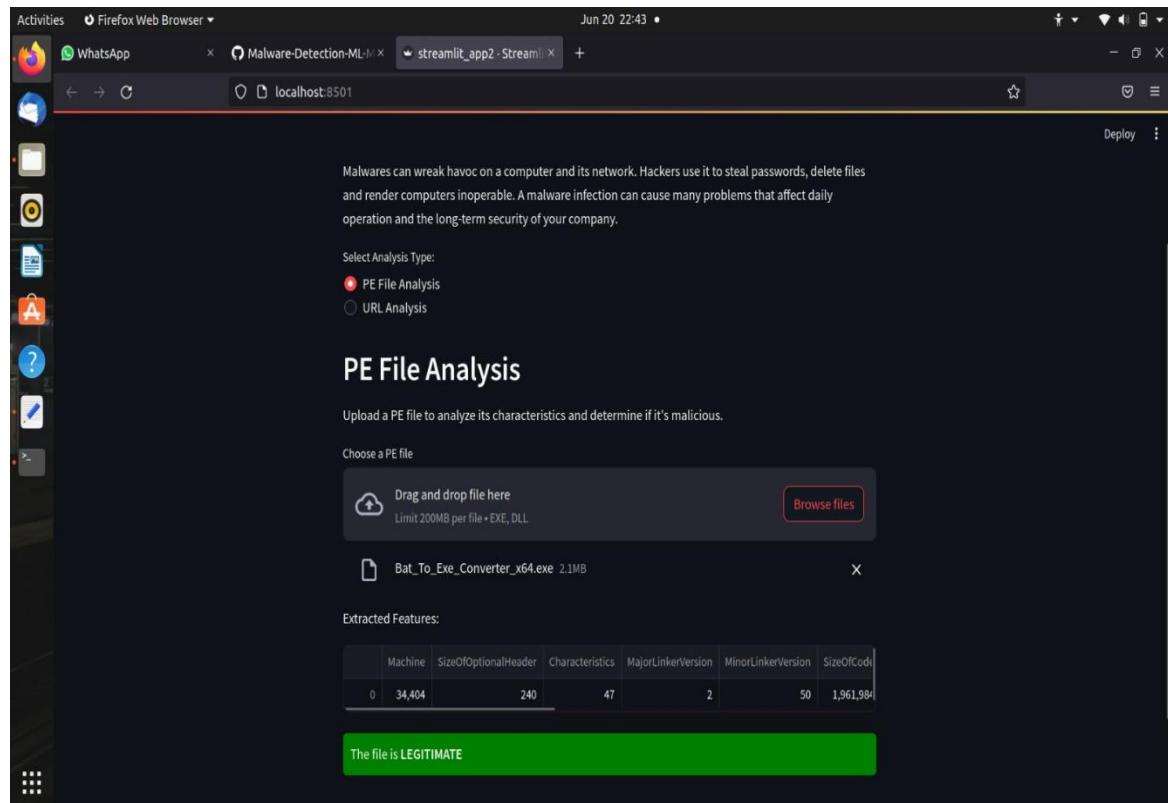 Activities Firefox Web Browser Jun 20 22:43
WhatsApp Malware-Detection-ML-M streamlit_app2 · Streamli
localhost:8501
Deploy
Malwares can wreak havoc on a computer and its network. Hackers use it to steal passwords, delete files
and render computers inoperable. A malware infection can cause many problems that affect daily
operation and the long-term security of your company.
Select Analysis Type:
PE File Analysis
URL Analysis
PE File Analysis
Upload a PE file to analyze its characteristics and determine if it's malicious.
Choose a PE file
Drag and drop file here
Limit 200MB per file • EXE, DLL
Browse files
Bat_To_Exe_Converter_x64.exe 2.1MB
Extracted Features:
Machine SizeOfOptionalHeader Characteristics MajorLinkerVersion MinorLinkerVersion SizeOfCode
0 34,404 240 47 2 50 1,961,984
The file is LEGITIMATE